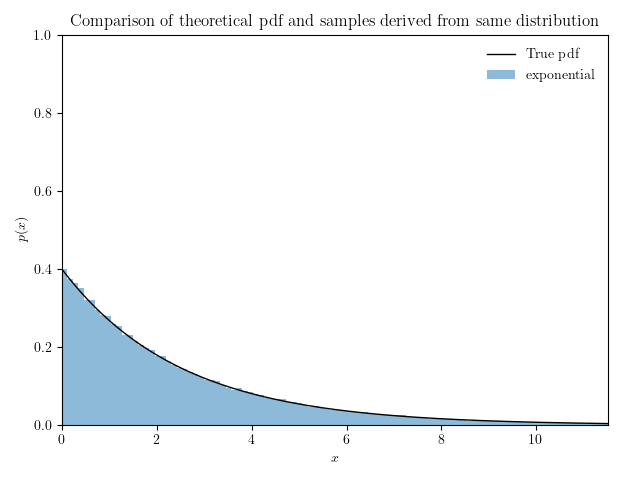 Comparison of theoretical pdf and samples derived from same distribution
1.0
True pdf
exponential
0.8
0.6
p(x)
0.4
0.2
0.0
0 2 4 6 8 10
x